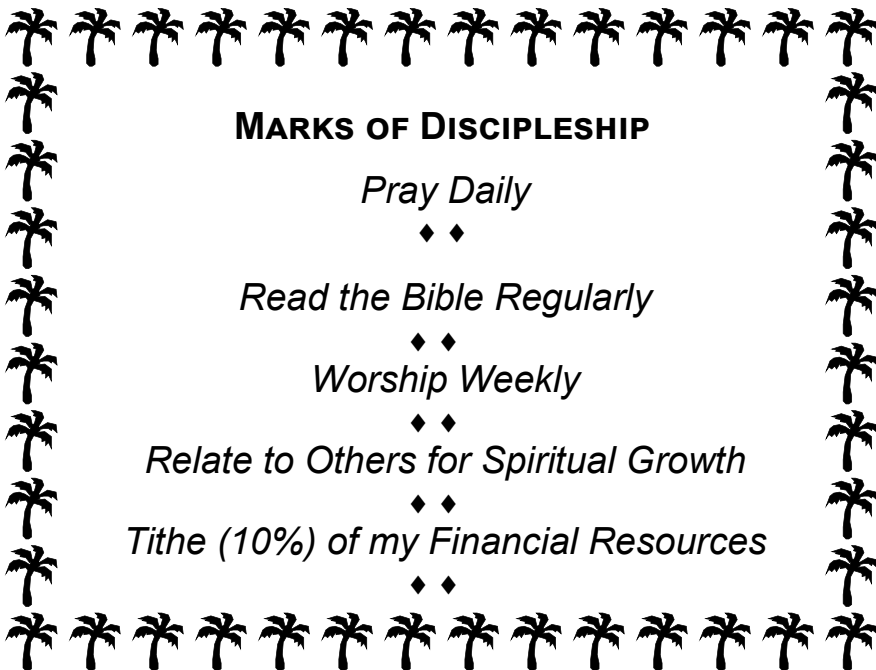 MARKS OF DISCIPLESHIP
Pray Daily
♦ ♦
Read the Bible Regularly
♦ ♦
Worship Weekly
♦ ♦
Relate to Others for Spiritual Growth
♦ ♦
Tithe (10%) of my Financial Resources
♦ ♦